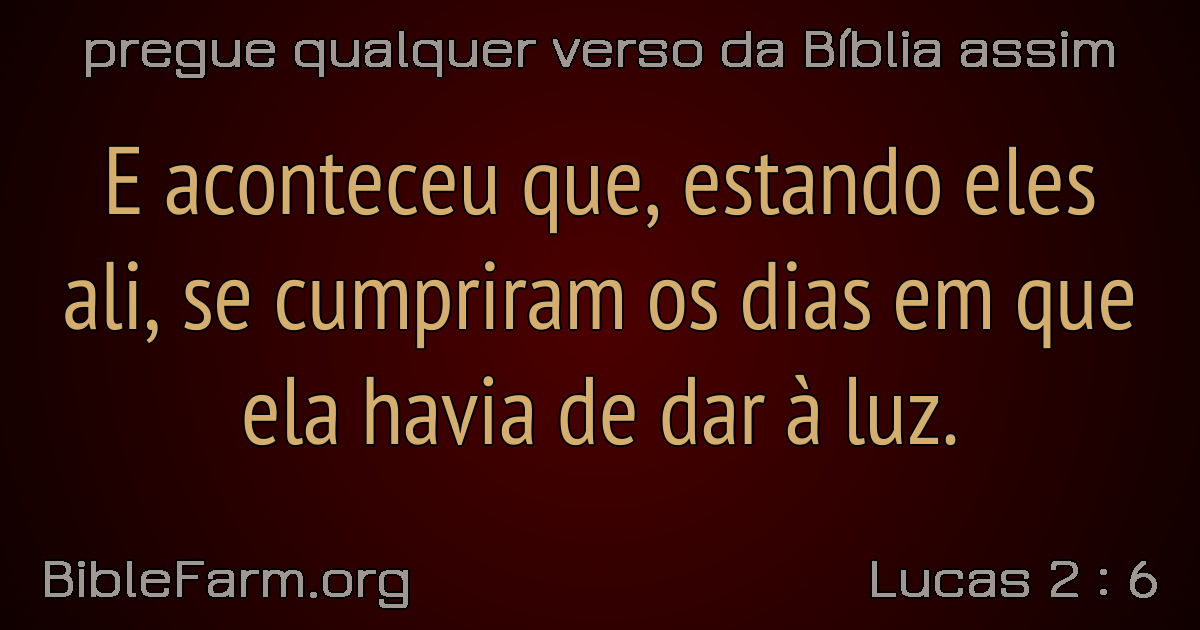 pregue qualquer verso da Bíblia assim
E aconteceu que, estando eles
ali, se cumpriram os dias em que
ela havia de dar à luz.
BibleFarm.org
Lucas 2 : 6